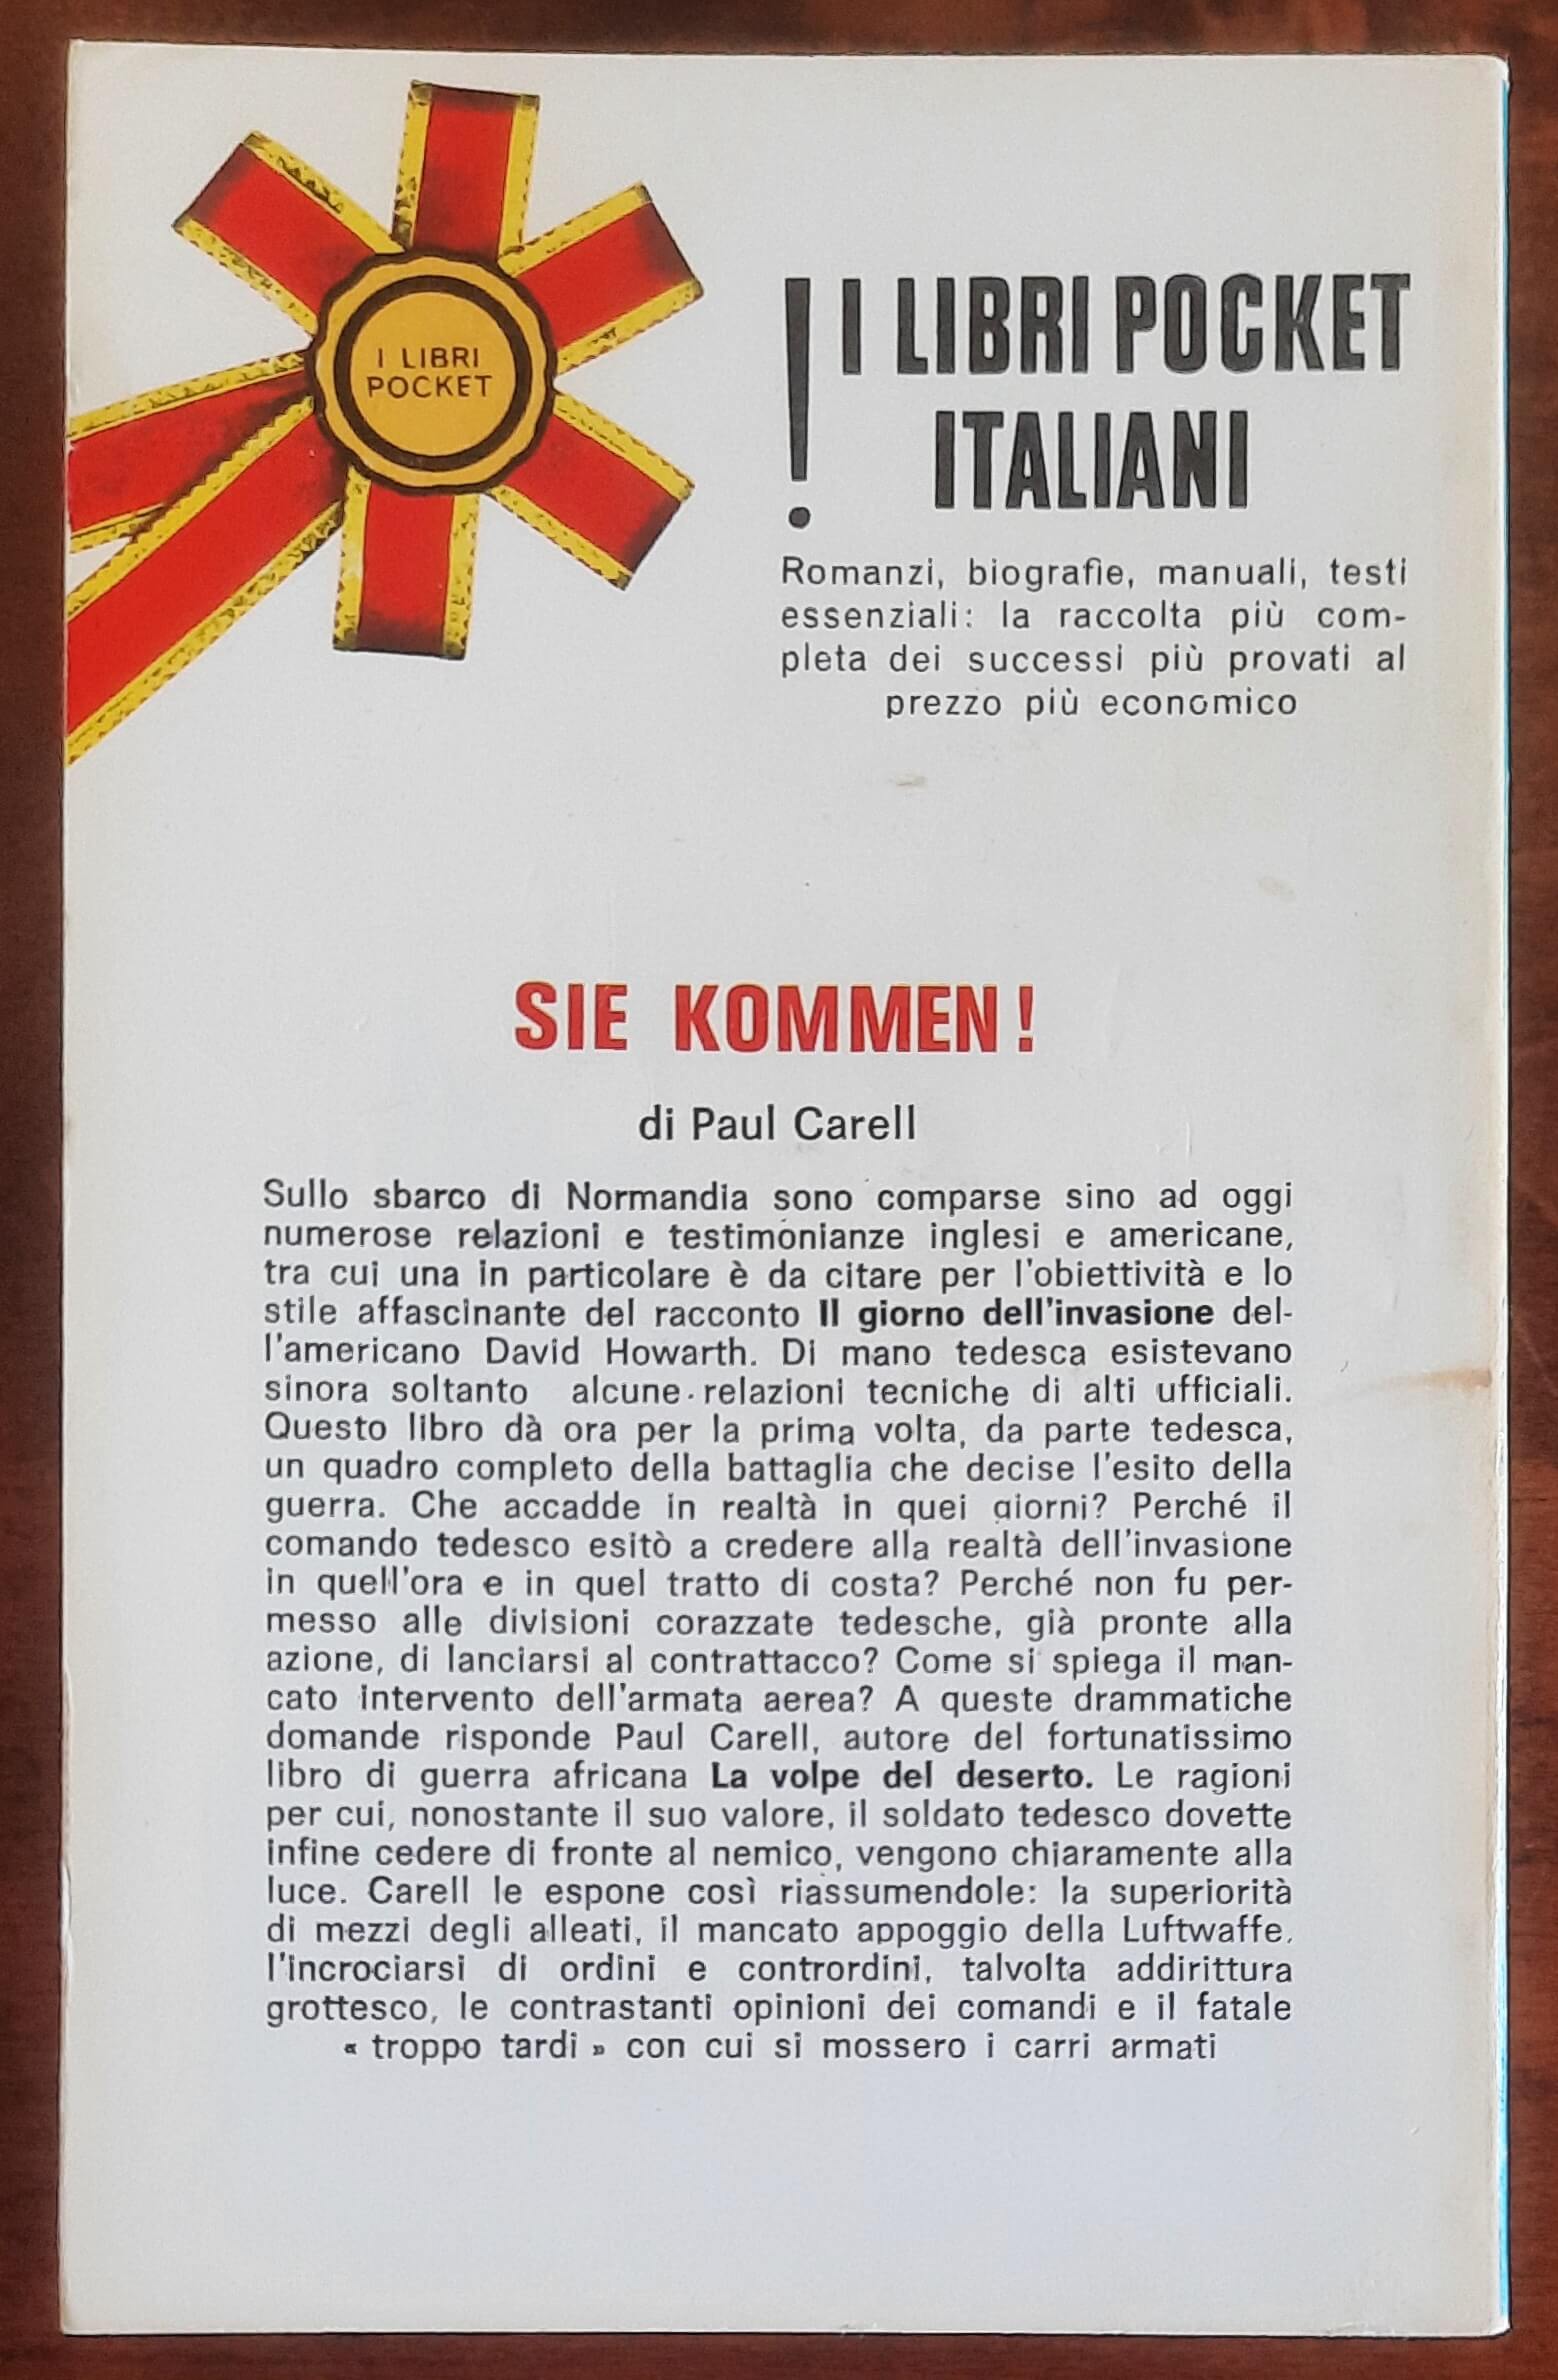 I LIBRI
POCKET
! I LIBRI POCKET
ITALIANI
Romanzi, biografie, manuali, testi
essenziali: la raccolta più com-
pleta dei successi più provati al
prezzo più economico
SIE KOMMEN!
di Paul Carell
Sullo sbarco di Normandia sono comparse sino ad oggi
numerose relazioni e testimonianze inglesi e americane,
tra cui una in particolare è da citare per l'obiettività e lo
stile affascinante del racconto Il giorno dell'invasione del-
l'americano David Howarth. Di mano tedesca esistevano
sinora soltanto alcune relazioni tecniche di alti ufficiali.
Questo libro dà ora per la prima volta, da parte tedesca,
un quadro completo della battaglia che decise l'esito della
guerra. Che accadde in realtà in quei giorni? Perché il
comando tedesco esitò a credere alla realtà dell'invasione
in quell'ora e in quel tratto di costa? Perché non fu per-
messo alle divisioni corazzate tedesche, già pronte alla
azione, di lanciarsi al contrattacco? Come si spiega il man-
cato intervento dell'armata aerea? A queste drammatiche
domande risponde Paul Carell, autore del fortunatissimo
libro di guerra africana La volpe del deserto. Le ragioni
per cui, nonostante il suo valore, il soldato tedesco dovette
infine cedere di fronte al nemico, vengono chiaramente alla
luce. Carell le espone così riassumendole: la superiorità
di mezzi degli alleati, il mancato appoggio della Luftwaffe,
l'incrociarsi di ordini e contrordini, talvolta addirittura
grottesco, le contrastanti opinioni dei comandi e il fatale
« troppo tardi » con cui si mossero i carri armati